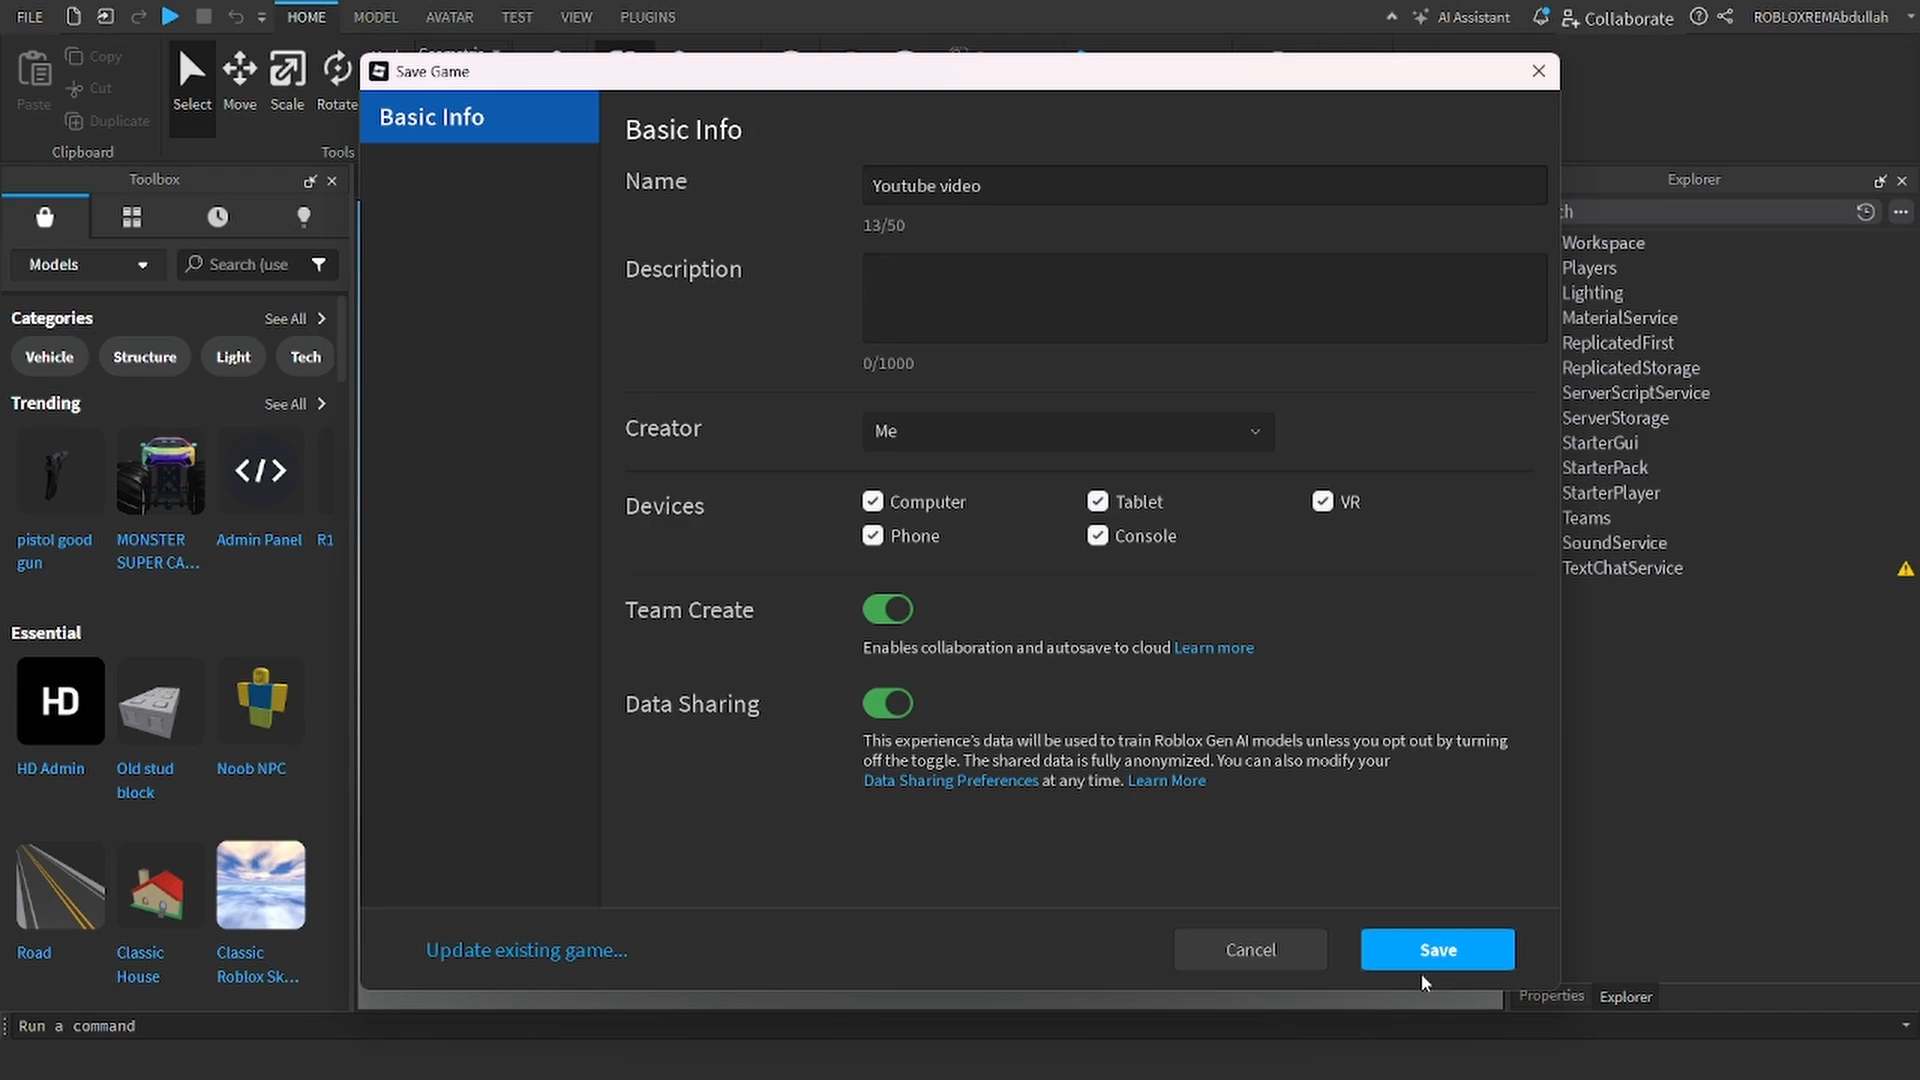 FILE
HOME
MODEL
AVATAR
TEST
VIEW
PLUGINS
AI Assistant
Collaborate
ROBLOXREMAbdullah
Paste
Copy
Cut
Duplicate
Clipboard
Select
Move
Scale
Rotate
Tools
Save Game
Basic Info
Basic Info
Name
Youtube video
13/50
Description
0/1000
Creator
Me
Devices
Computer
Tablet
VR
Phone
Console
Team Create
Enables collaboration and autosave to cloud Learn more
Data Sharing
This experience's data will be used to train Roblox Gen AI models unless you opt out by turning
off the toggle. The shared data is fully anonymized. You can also modify your
Data Sharing Preferences at any time. Learn More
Update existing game...
Cancel
Save
Toolbox
Models
Search (use
Categories
See All
Vehicle
Structure
Light
Tech
Trending
See All
pistol good
gun
MONSTER
SUPER CA...
Admin Panel
R1
Essential
HD
HD Admin
Old stud
block
Noob NPC
Road
Classic
House
Classic
Roblox Sk...
Explorer
Workspace
Players
Lighting
MaterialService
ReplicatedFirst
ReplicatedStorage
ServerScriptService
ServerStorage
StarterGui
StarterPack
StarterPlayer
Teams
SoundService
TextChatService
Properties
Explorer
Run a command